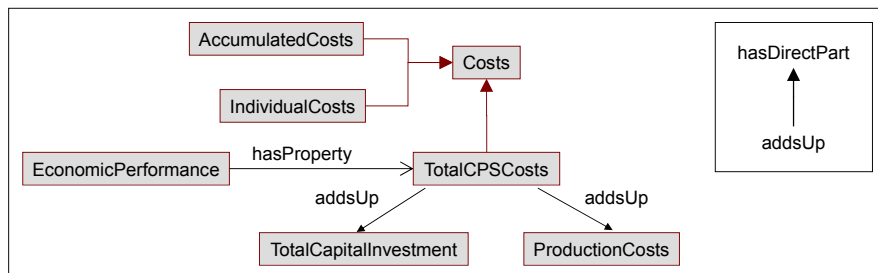 AccumulatedCosts
Costs
hasDirectPart
IndividualCosts
addsUp
hasProperty
EconomicPerformance
TotalCPSCosts
addsUp
addsUp
TotalCapitalInvestment
ProductionCosts